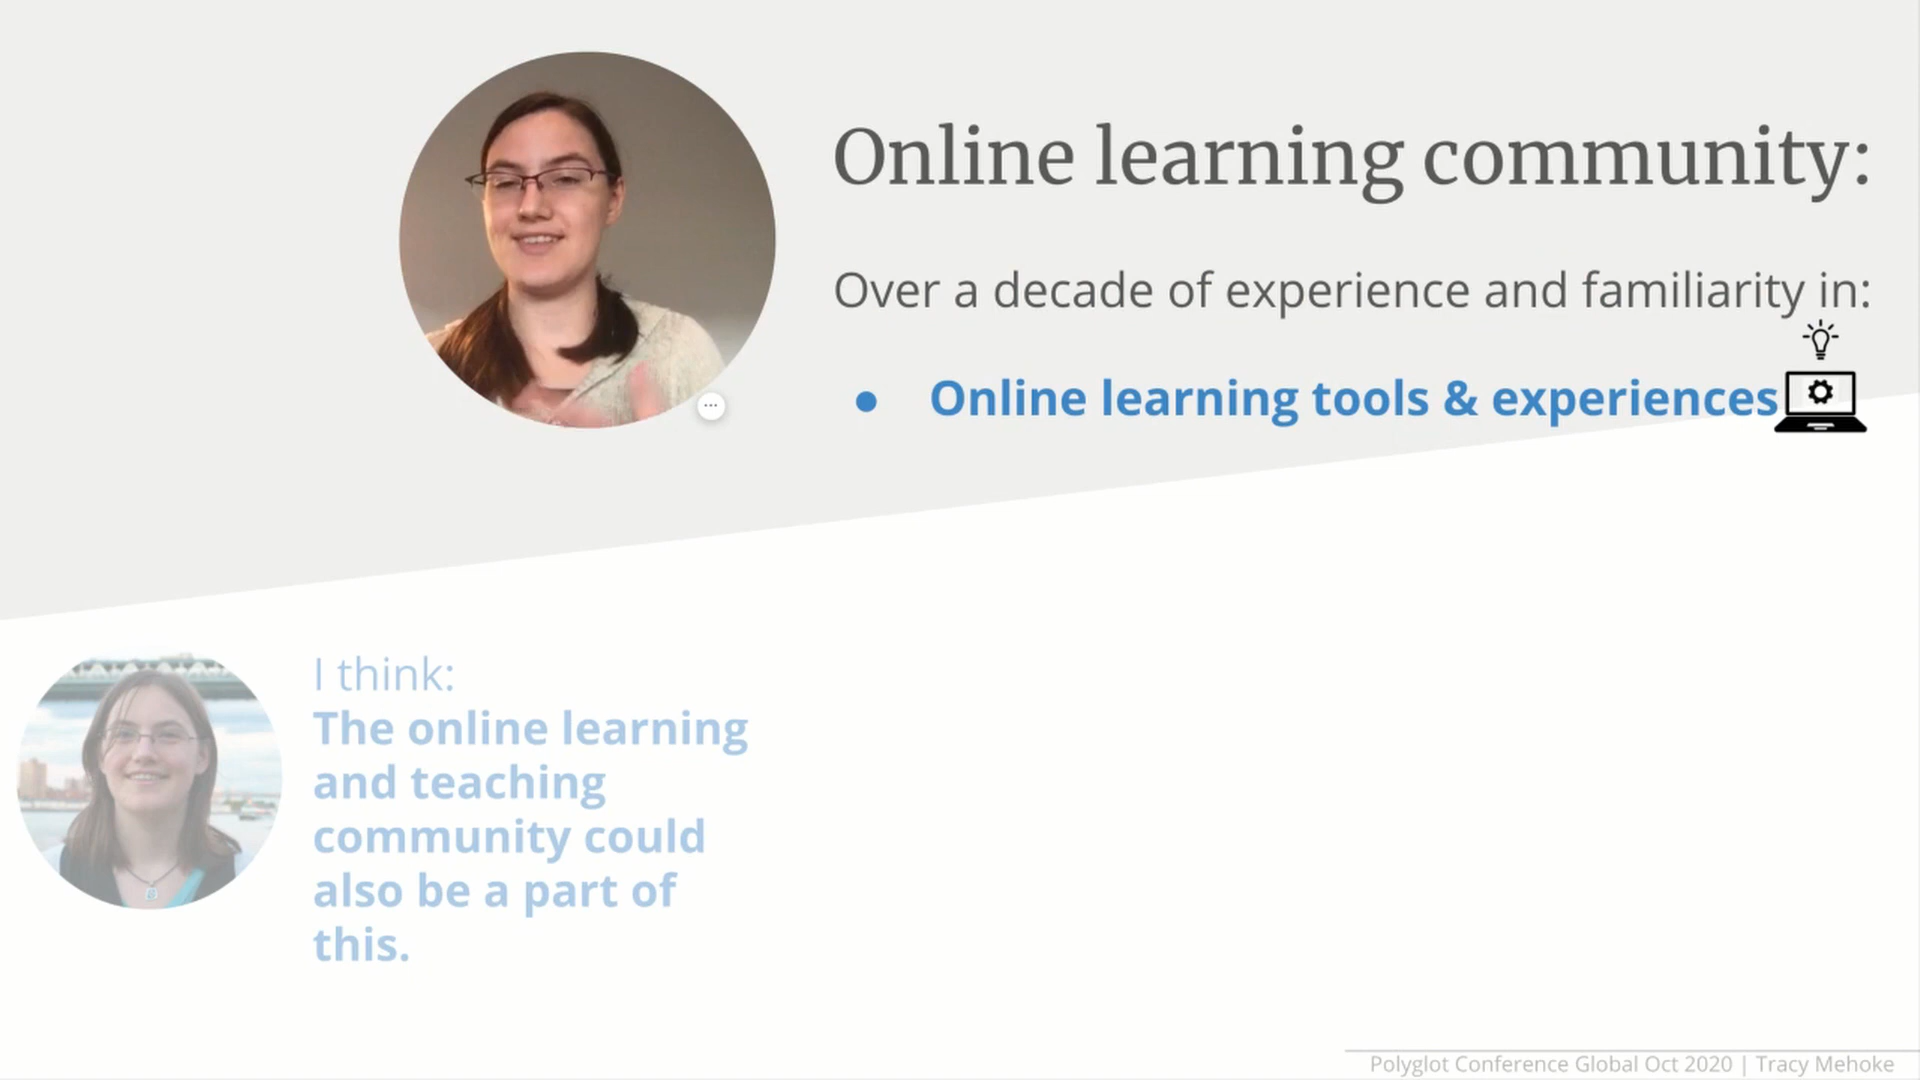 Online learning community:
Over a decade of experience and familiarity in:
● Online learning tools & experiences
I think:
The online learning
and teaching
community could
also be a part of
this.
Polyglot Conference Global Oct 2020 | Tracy Mehoke